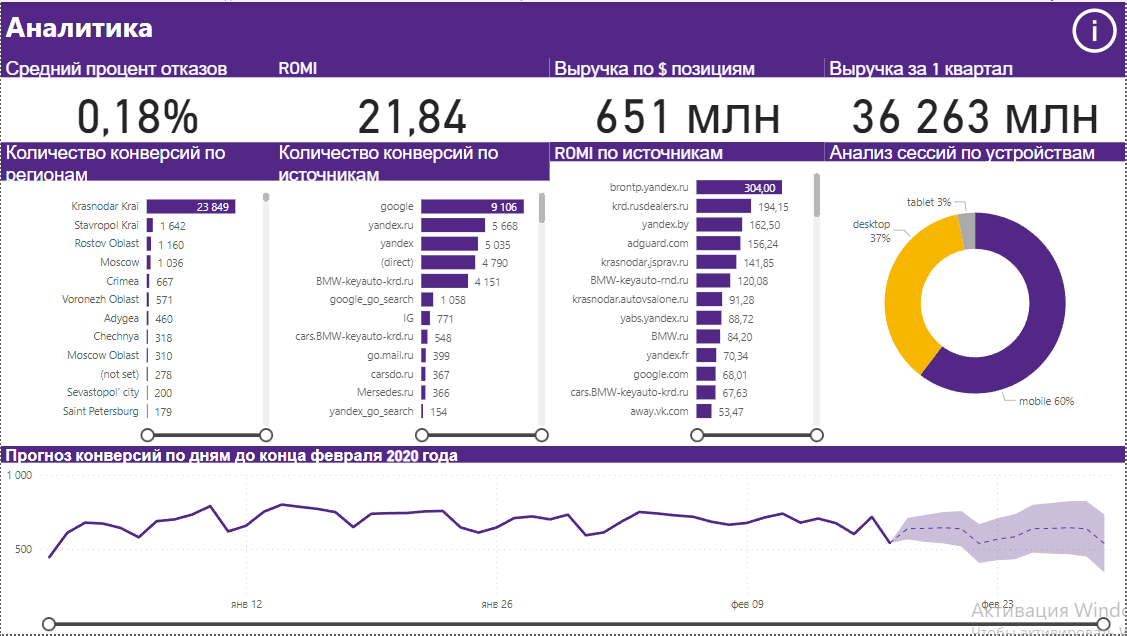 Аналитика
i
Средний процент отказов
ROMI
Выручка по $ позициям
Выручка за 1 квартал
0,18%
21,84
651 млн
36 263 млн
Количество конверсий по
регионам
Krasnodar Krai 23 849
Stavropol Krai 1 642
Rostov Oblast 1 160
Moscow 1 036
Crimea 667
Voronezh Oblast 571
Adygea 460
Chechnya 318
Moscow Oblast 310
(not set) 278
Sevastopol' city 200
Saint Petersburg 179
Количество конверсий по
источникам
google 9 106
yandex.ru 5 668
yandex 5 035
(direct) 4 790
BMW-keyauto-krd.ru 4 151
google_go_search 1 058
IG 771
cars.BMW-keyauto-krd.ru 548
go.mail.ru 399
carsdo.ru 367
Mersedes.ru 366
yandex_go_search 154
ROMI по источникам
brontp.yandex.ru 304,00
krd.rusdealers.ru 194,15
yandex.by 162,50
adguard.com 156,24
krasnodar.jsprav.ru 141,85
BMW-keyauto-rnd.ru 120,08
krasnodar.autovsalone.ru 91,28
yabs.yandex.ru 88,72
BMW.ru 84,20
yandex.fr 70,34
google.com 68,01
cars.BMW-keyauto-krd.ru 67,63
away.vk.com 53,47
Анализ сессий по устройствам
tablet 3%
desktop
37%
mobile 60%
Прогноз конверсий по дням до конца февраля 2020 года
1 000
500
янв 12
янв 26
фев 09
фев 23
Активация Windo
Чтобы активировать W